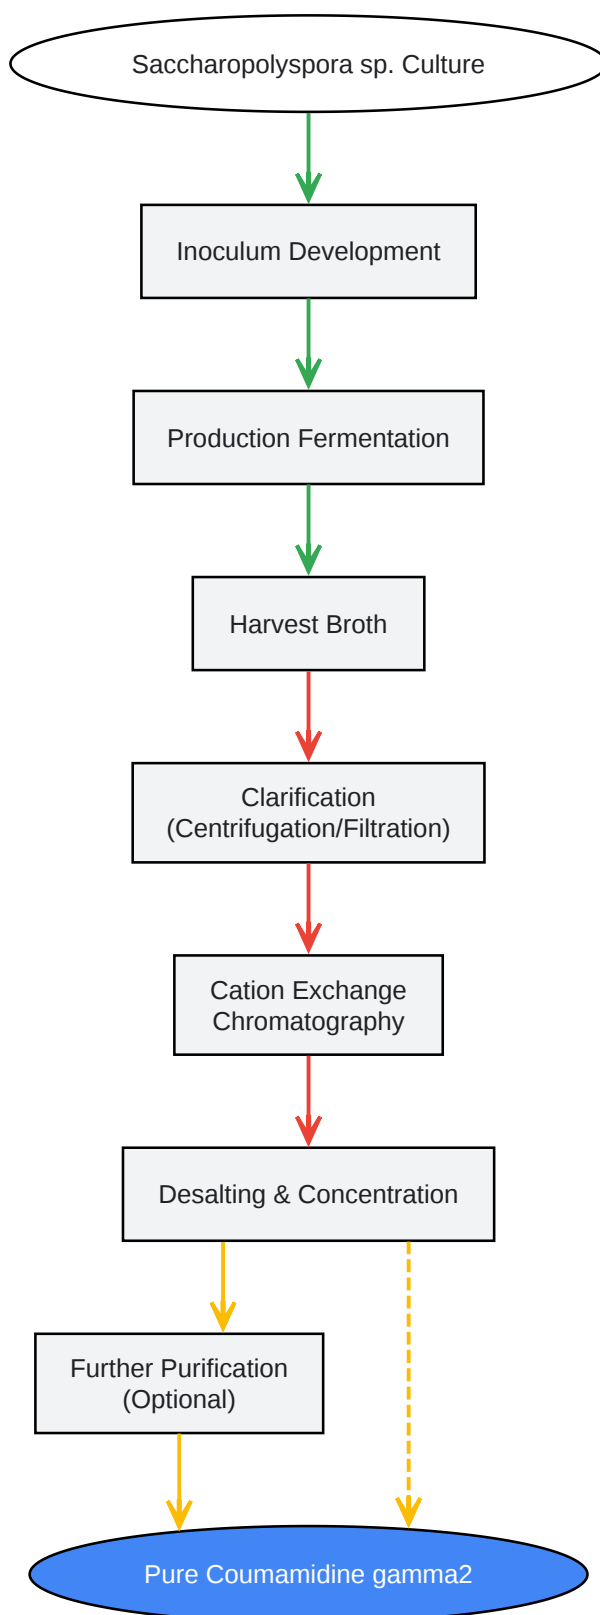 Saccharopolyspora sp. Culture
Inoculum Development
Production Fermentation
Harvest Broth
Clarification
(Centrifugation/Filtration)
Cation Exchange
Chromatography
Desalting & Concentration
Further Purification
(Optional)
Pure Coumamidine gamma2